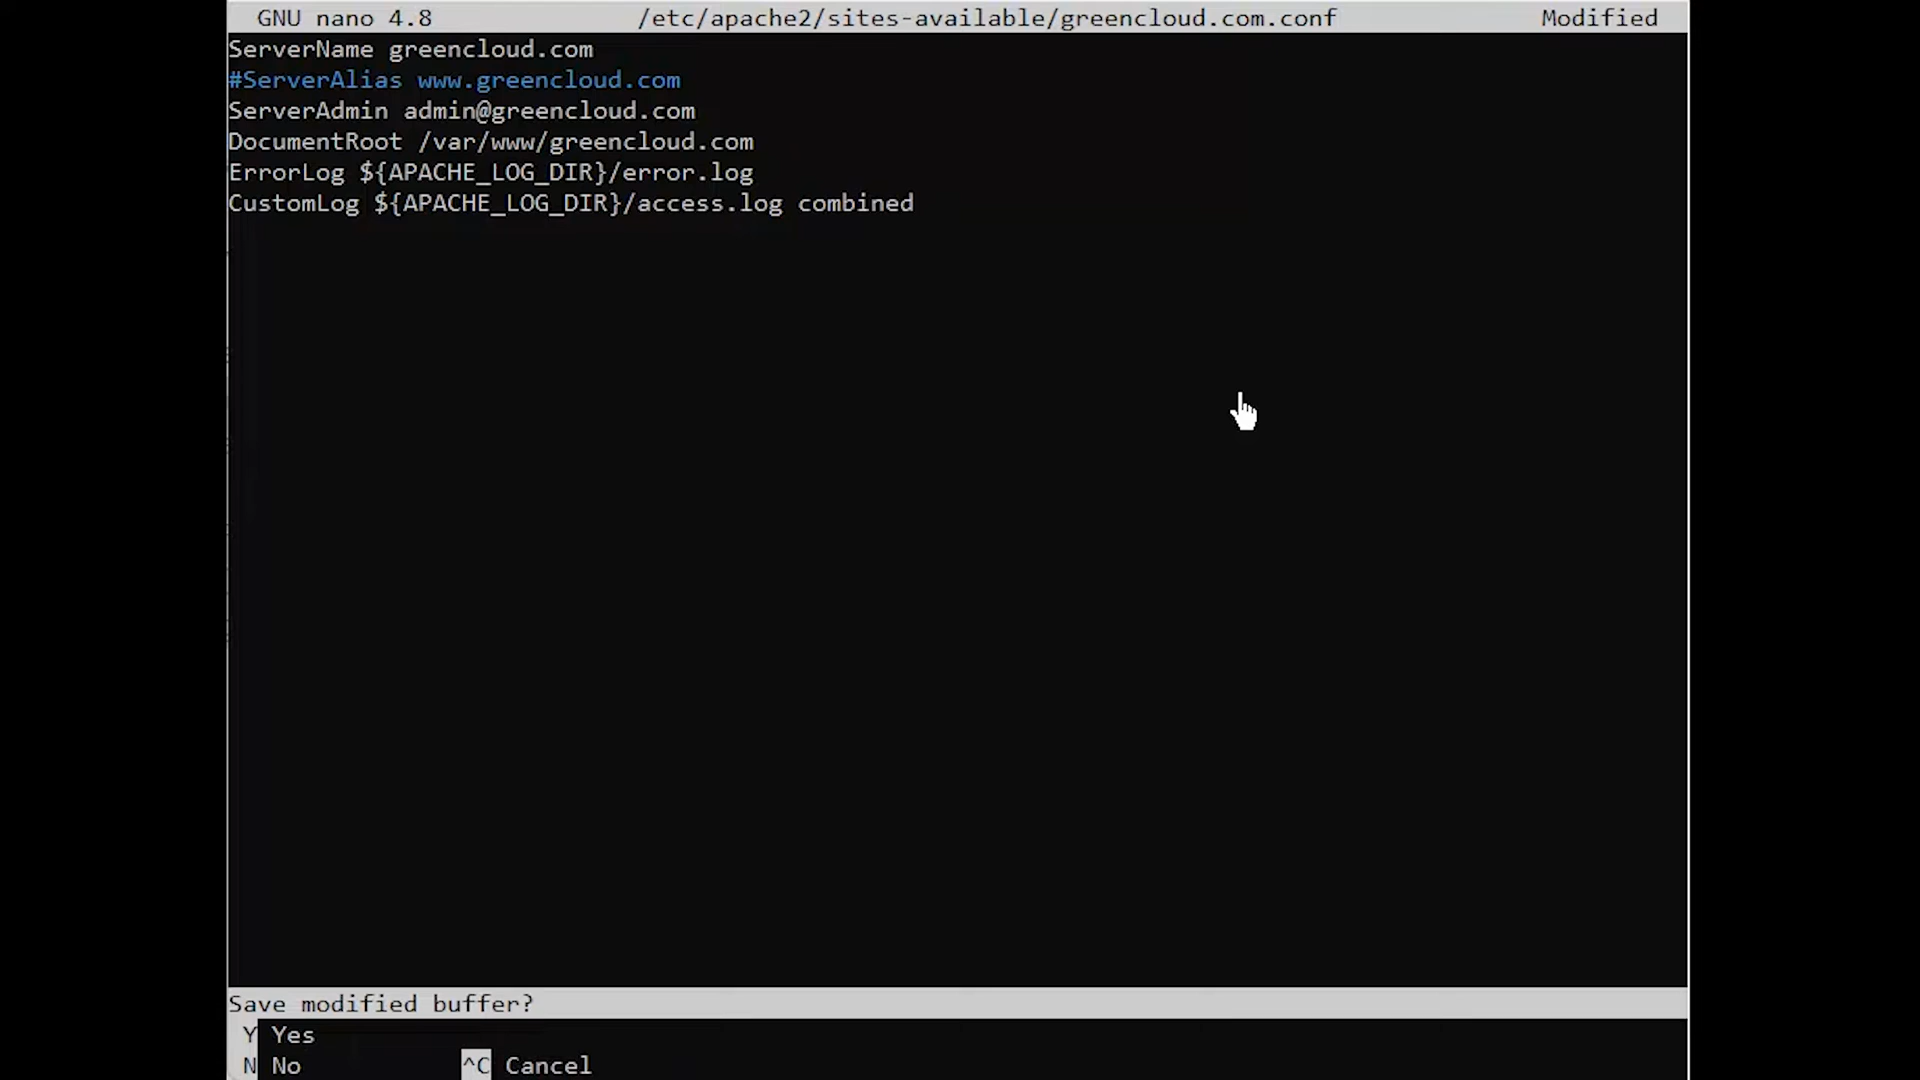 GNU nano 4.8 /etc/apache2/sites-available/greencloud.com.conf Modified
ServerName greencloud.com
#ServerAlias www.greencloud.com
ServerAdmin admin@greencloud.com
DocumentRoot /var/www/greencloud.com
ErrorLog ${APACHE_LOG_DIR}/error.log
CustomLog ${APACHE_LOG_DIR}/access.log combined
Save modified buffer?
Y Yes
N No ^C Cancel